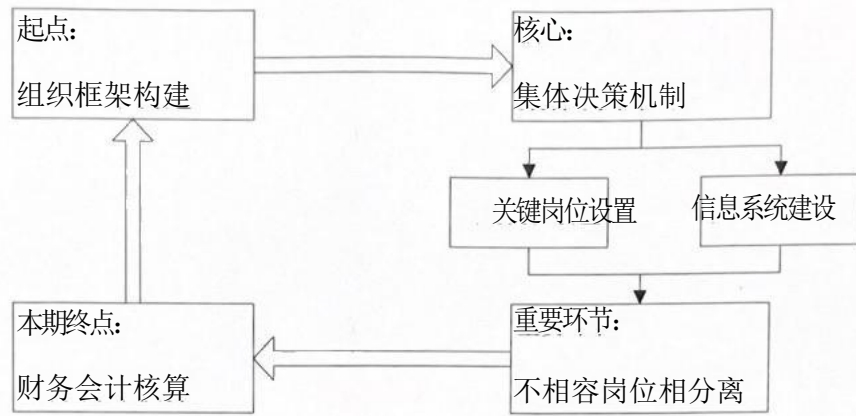 起点：
组织框架构建
核心：
集体决策机制
关键岗位设置
信息系统建设
本期终点：
财务会计核算
重要环节：
不相容岗位相分离